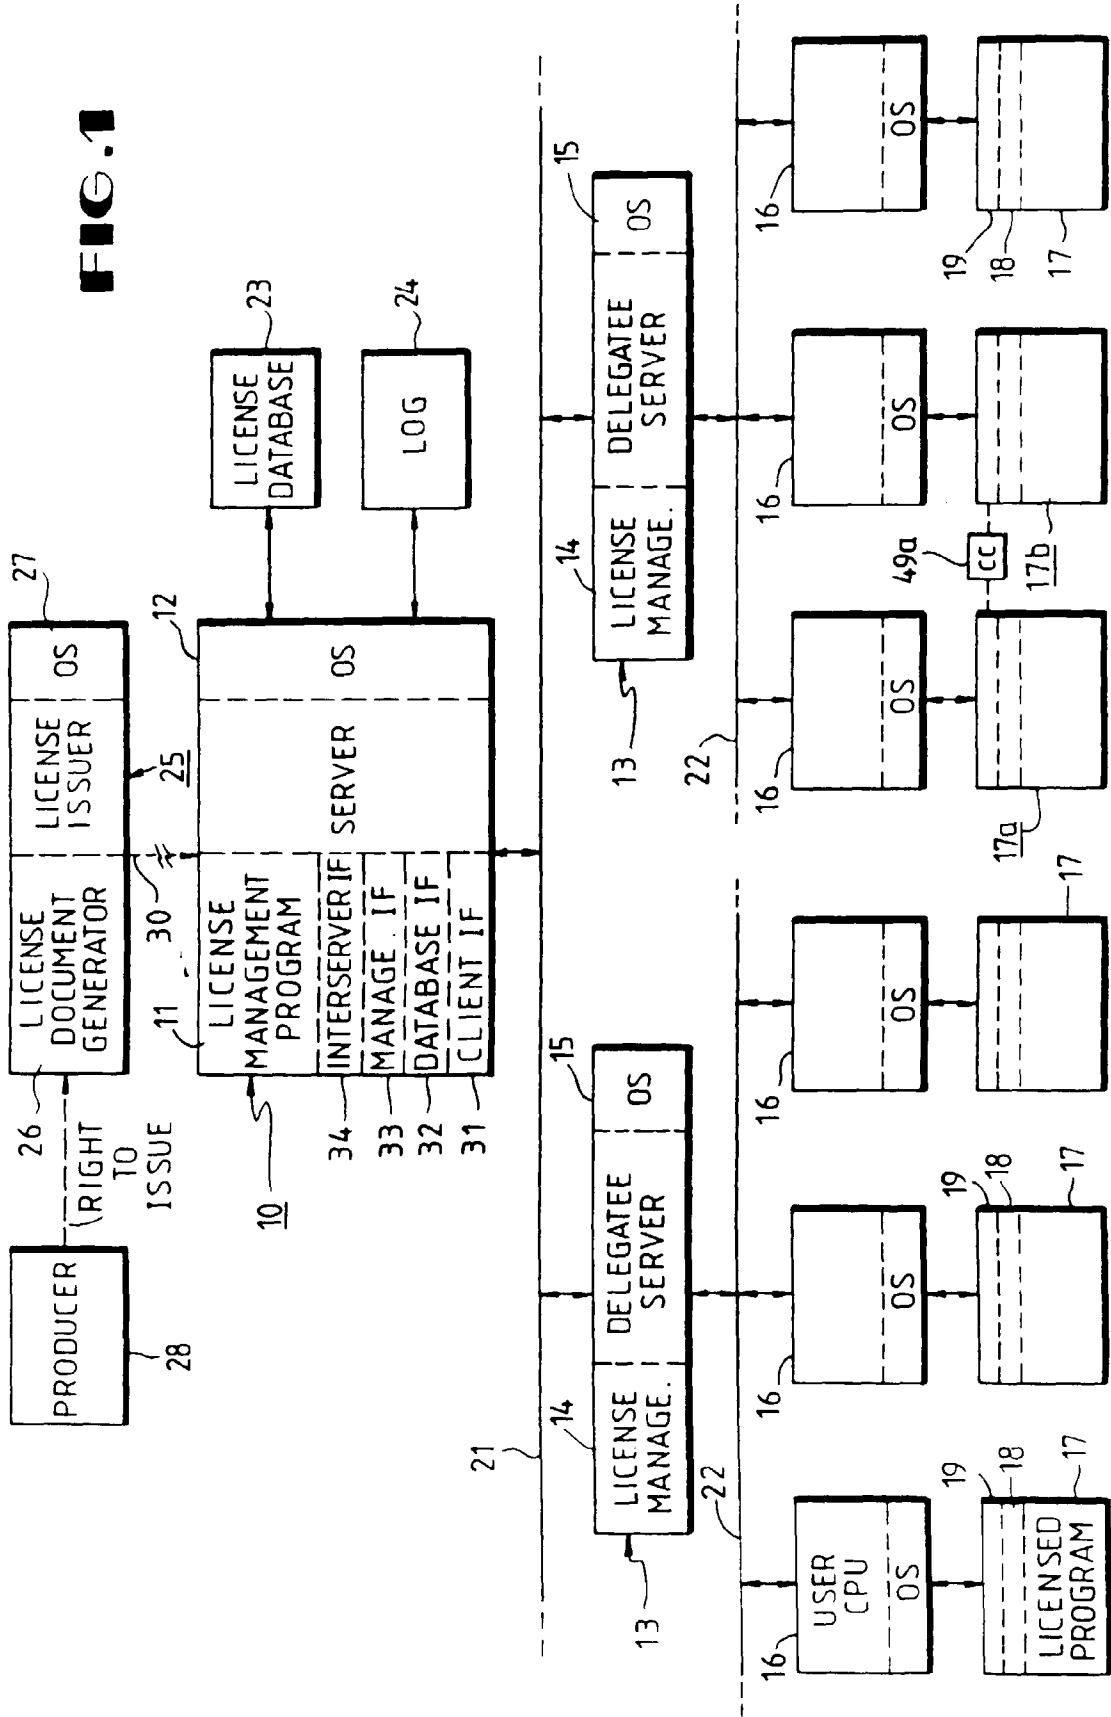 FIG.1
PRODUCER
28
(RIGHT
TO
ISSUE
26
LICENSE
DOCUMENT
GENERATOR
LICENSE
ISSUER
OS
27
25
30
10
11
LICENSE
MANAGEMENT
PROGRAM
34
INTERSERVER IF
33
MANAGE. IF
32
DATABASE IF
31
CLIENT IF
SERVER
OS
12
LICENSE
DATABASE
23
LOG
24
21
13
14
LICENSE
MANAGE.
DELEGATEE
SERVER
OS
15
13
14
LICENSE
MANAGE.
DELEGATEE
SERVER
OS
15
22
22
16
USER
CPU
OS
16
OS
16
OS
16
OS
16
OS
16
OS
19
18
17
LICENSED
PROGRAM
19
18
17
17
17a
49a
CC
17b
19
18
17